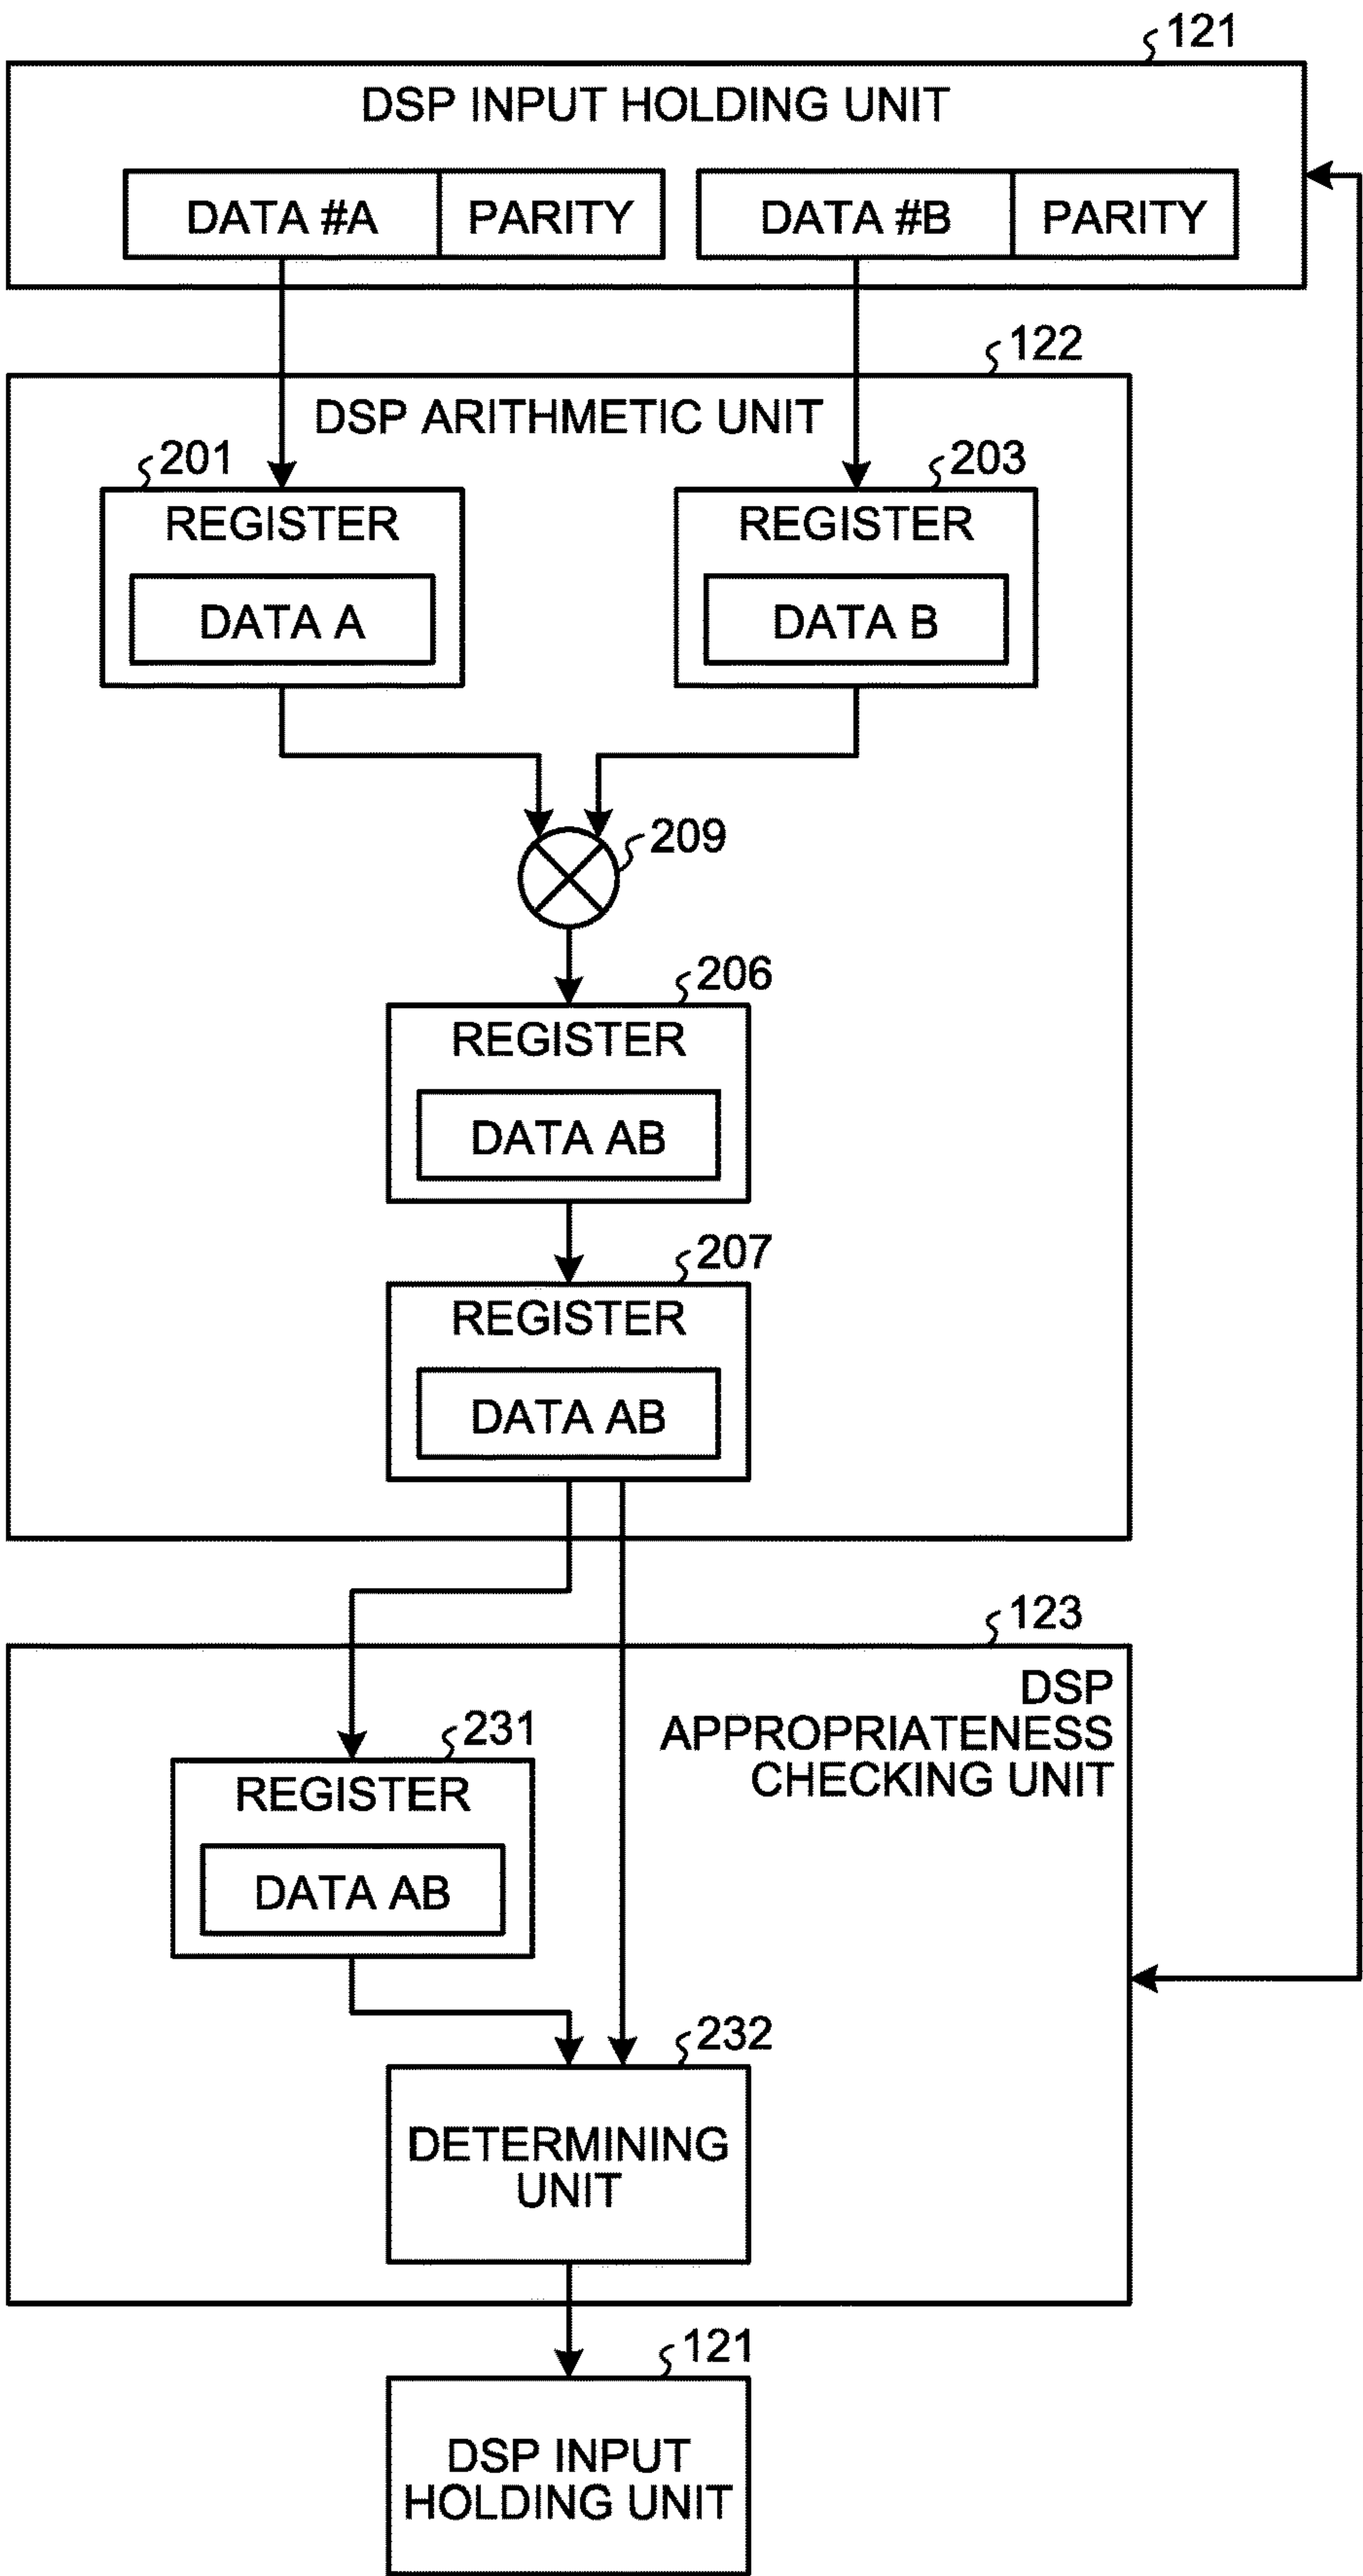 121
DSP INPUT HOLDING UNIT
DATA #A PARITY DATA #B PARITY
122
DSP ARITHMETIC UNIT
201 203
REGISTER REGISTER
DATA A DATA B
209
206
REGISTER
DATA AB
207
REGISTER
DATA AB
123
DSP
APPROPRIATENESS
CHECKING UNIT
231
REGISTER
DATA AB
232
DETERMINING
UNIT
121
DSP INPUT
HOLDING UNIT